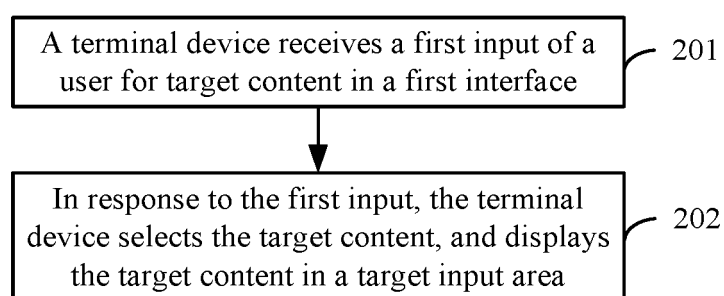 A terminal device receives a first input of a
user for target content in a first interface
201
In response to the first input, the terminal
device selects the target content, and displays
the target content in a target input area
202